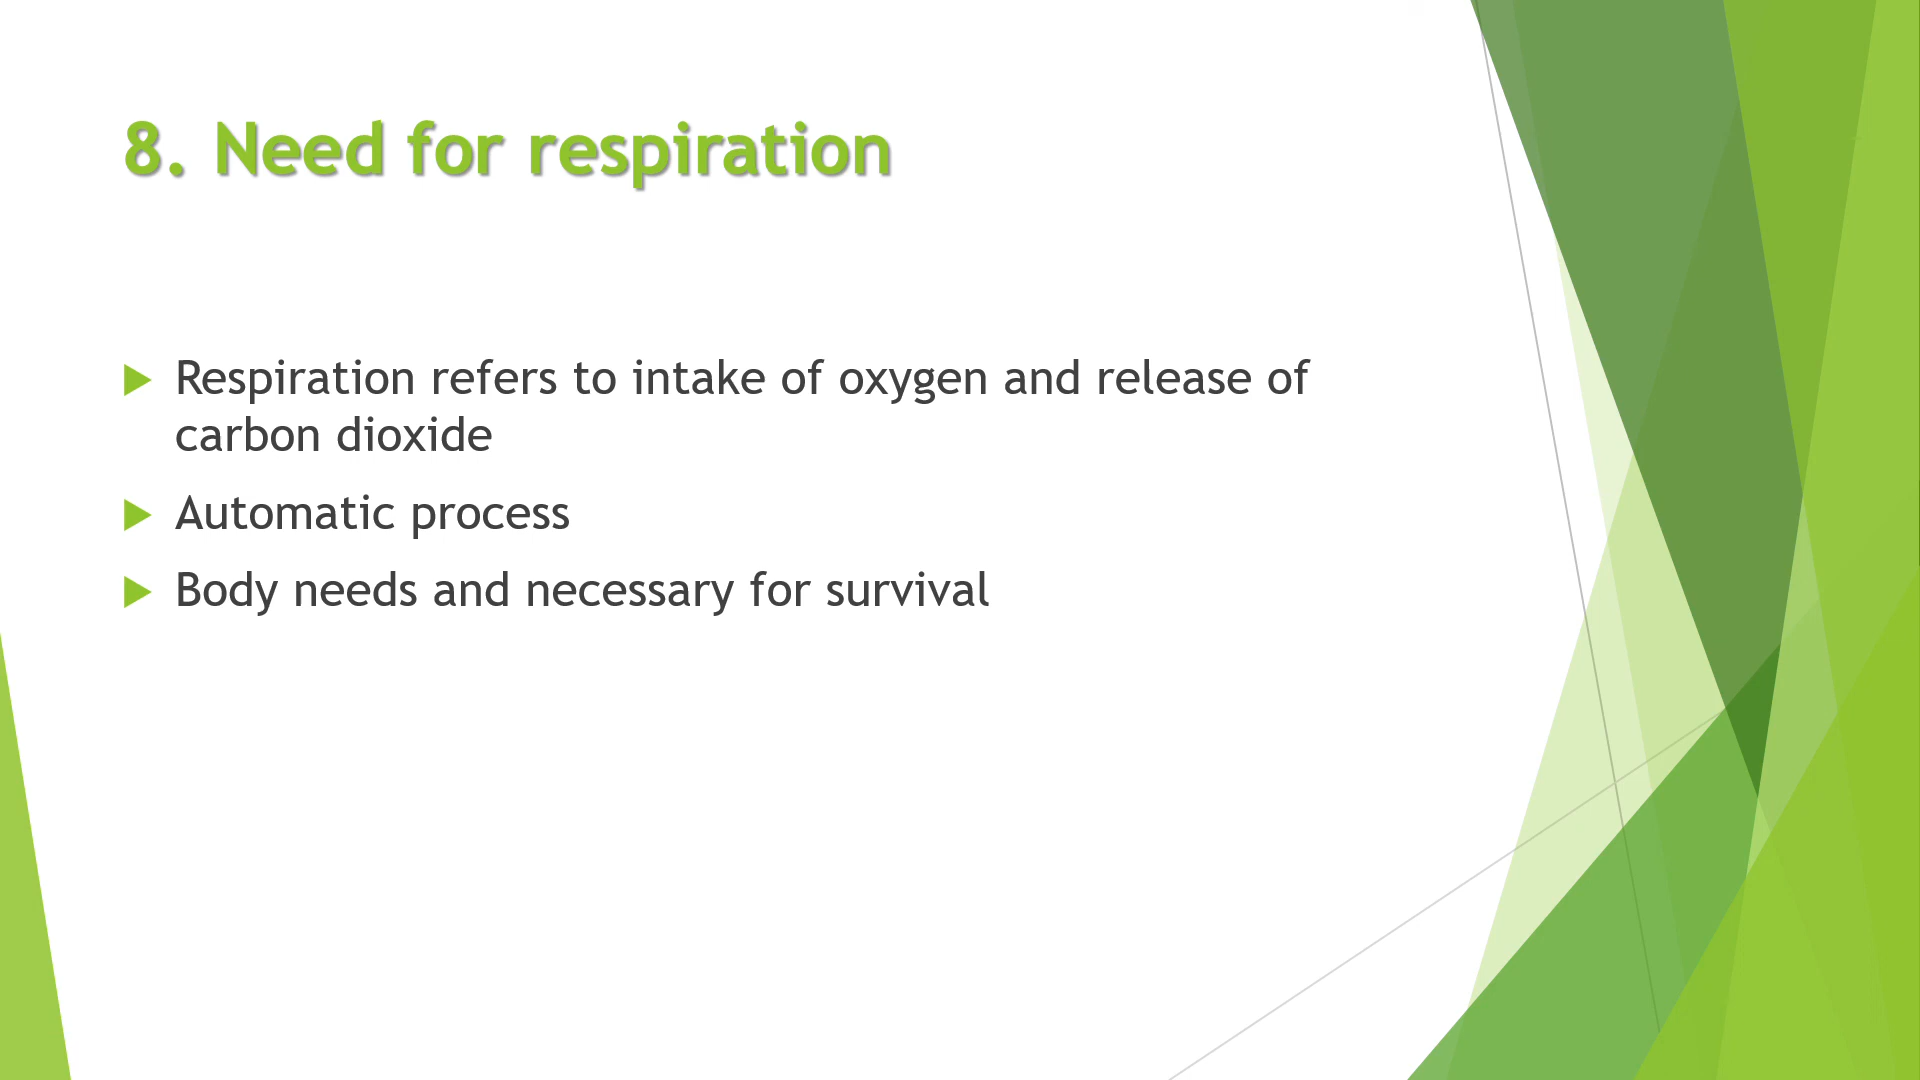 8. Need for respiration
Respiration refers to intake of oxygen and release of
carbon dioxide
Automatic process
Body needs and necessary for survival